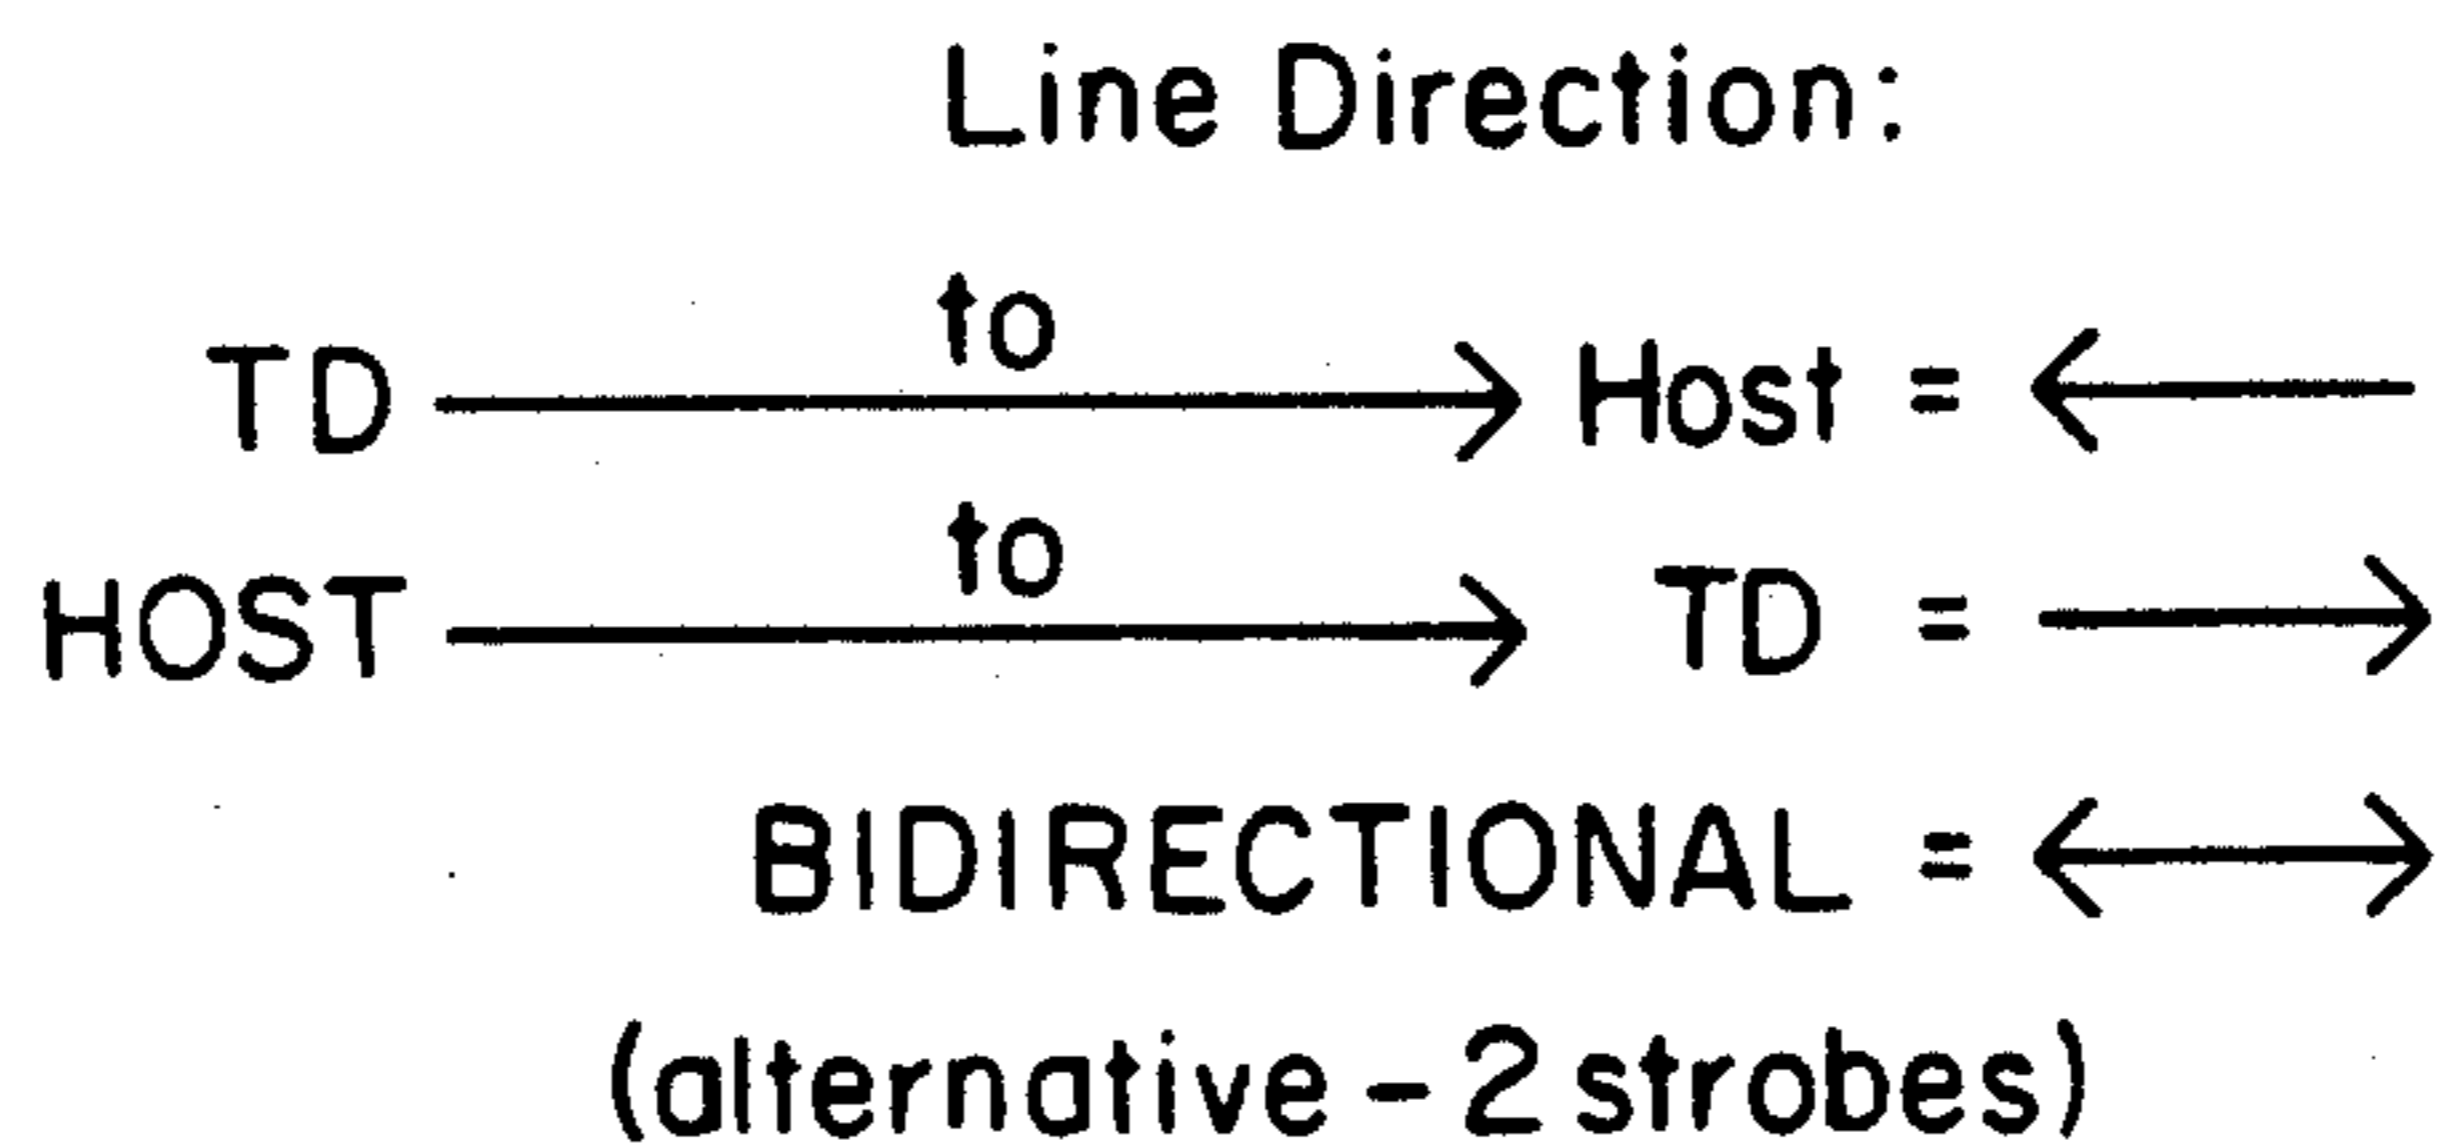 Line Direction:
TD to → Host = ←
HOST to → TD = →
BIDIRECTIONAL = ↔
(alternative - 2 strobes)